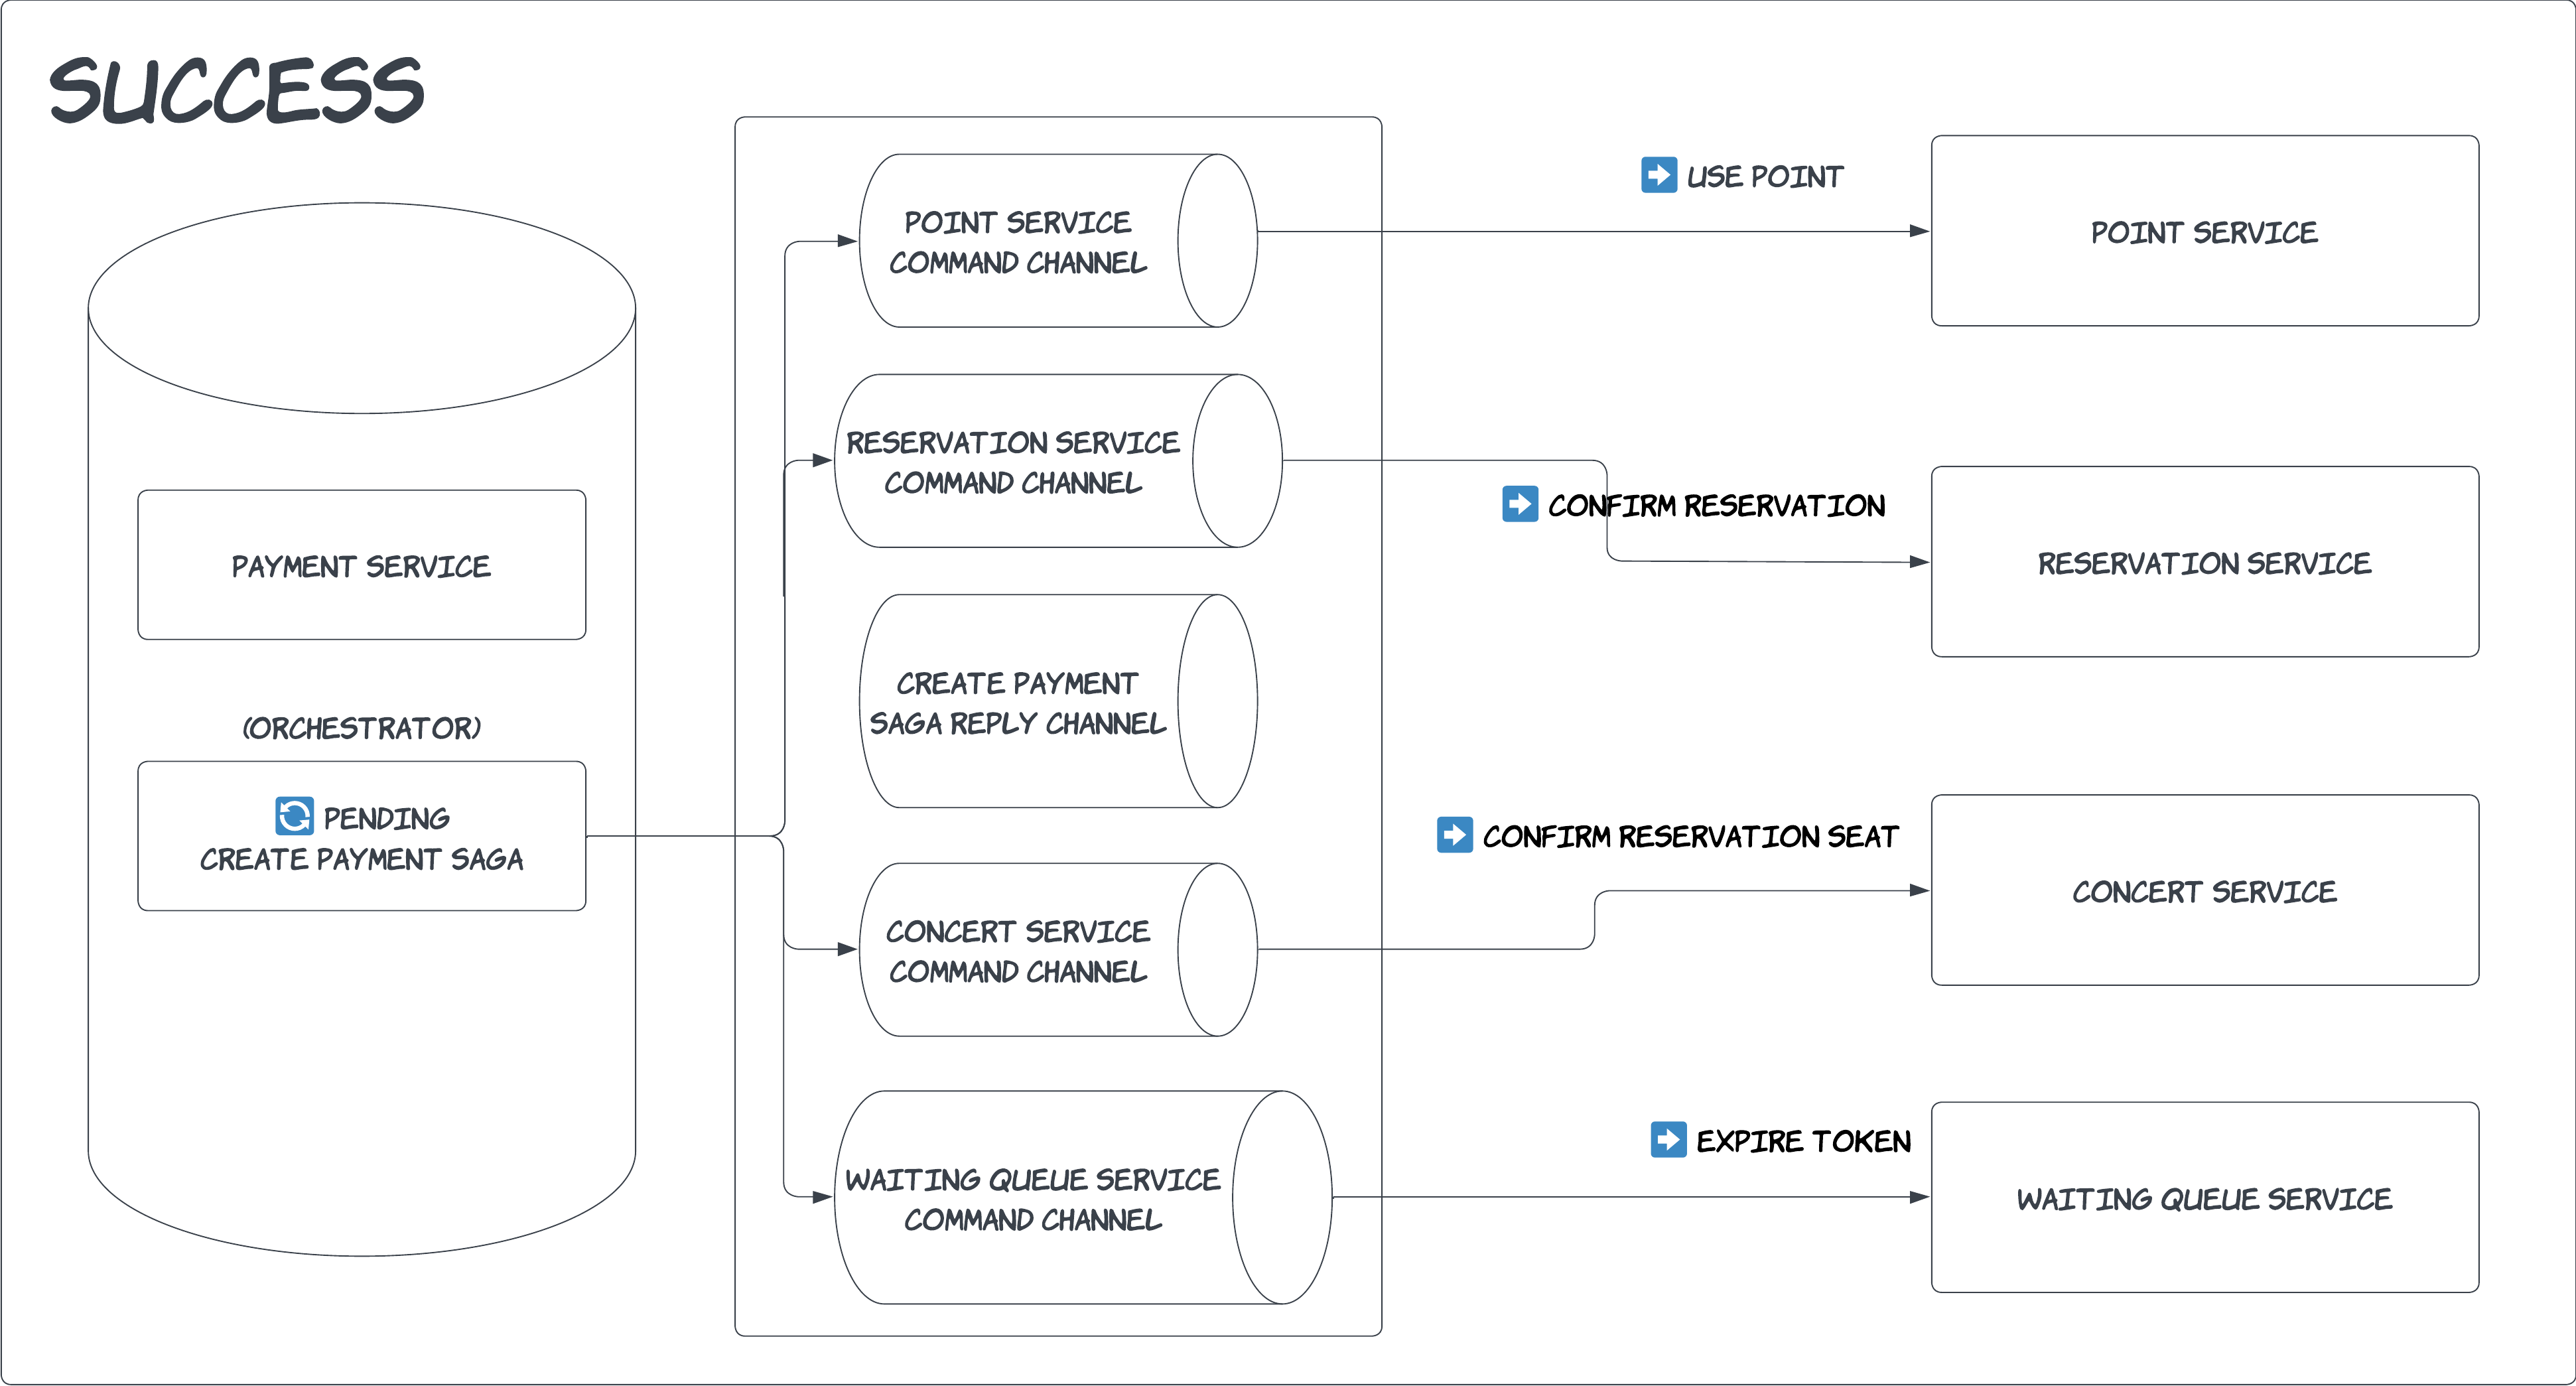 SUCCESS
POINT SERVICE
COMMAND CHANNEL
➡️ USE POINT
POINT SERVICE
RESERVATION SERVICE
COMMAND CHANNEL
➡️ CONFIRM RESERVATION
RESERVATION SERVICE
PAYMENT SERVICE
(ORCHESTRATOR)
🔄 PENDING
CREATE PAYMENT SAGA
CREATE PAYMENT
SAGA REPLY CHANNEL
➡️ CONFIRM RESERVATION SEAT
CONCERT SERVICE
CONCERT SERVICE
COMMAND CHANNEL
➡️ EXPIRE TOKEN
WAITING QUEUE SERVICE
COMMAND CHANNEL
WAITING QUEUE SERVICE